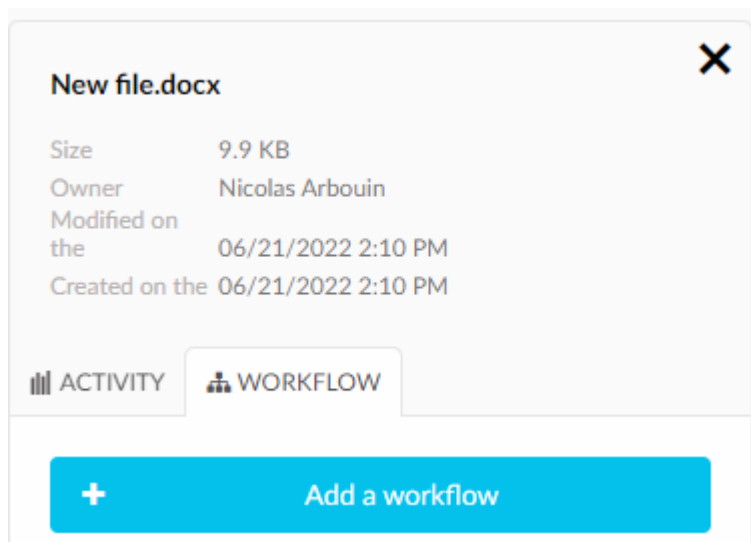 New file.docx
Size 9.9 KB
Owner Nicolas Arbouin
Modified on
the 06/21/2022 2:10 PM
Created on the 06/21/2022 2:10 PM
ACTIVITY WORKFLOW
Add a workflow